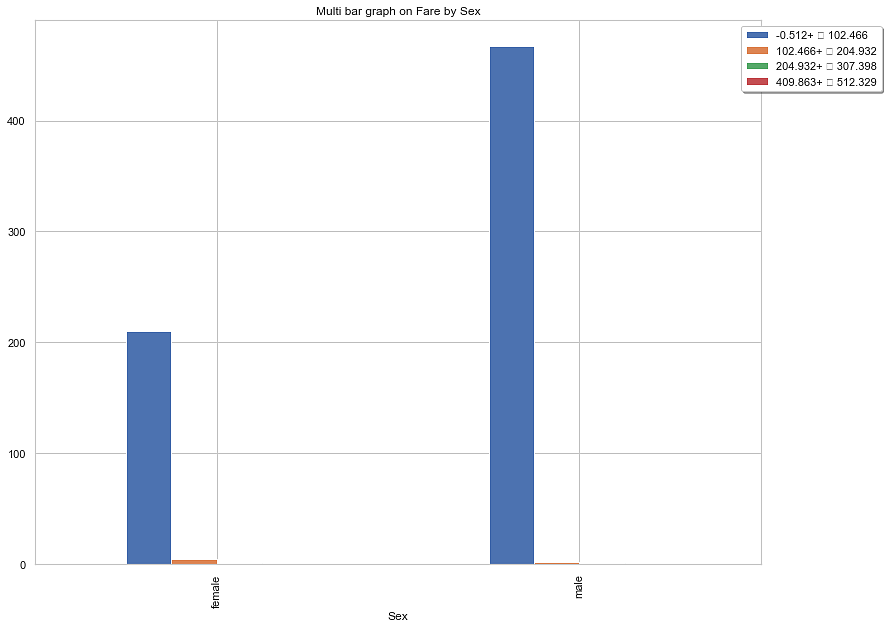 Multi bar graph on Fare by Sex
-0.512+ ▯ 102.466
102.466+ ▯ 204.932
204.932+ ▯ 307.398
409.863+ ▯ 512.329
400
300
200
100
0
female
male
Sex